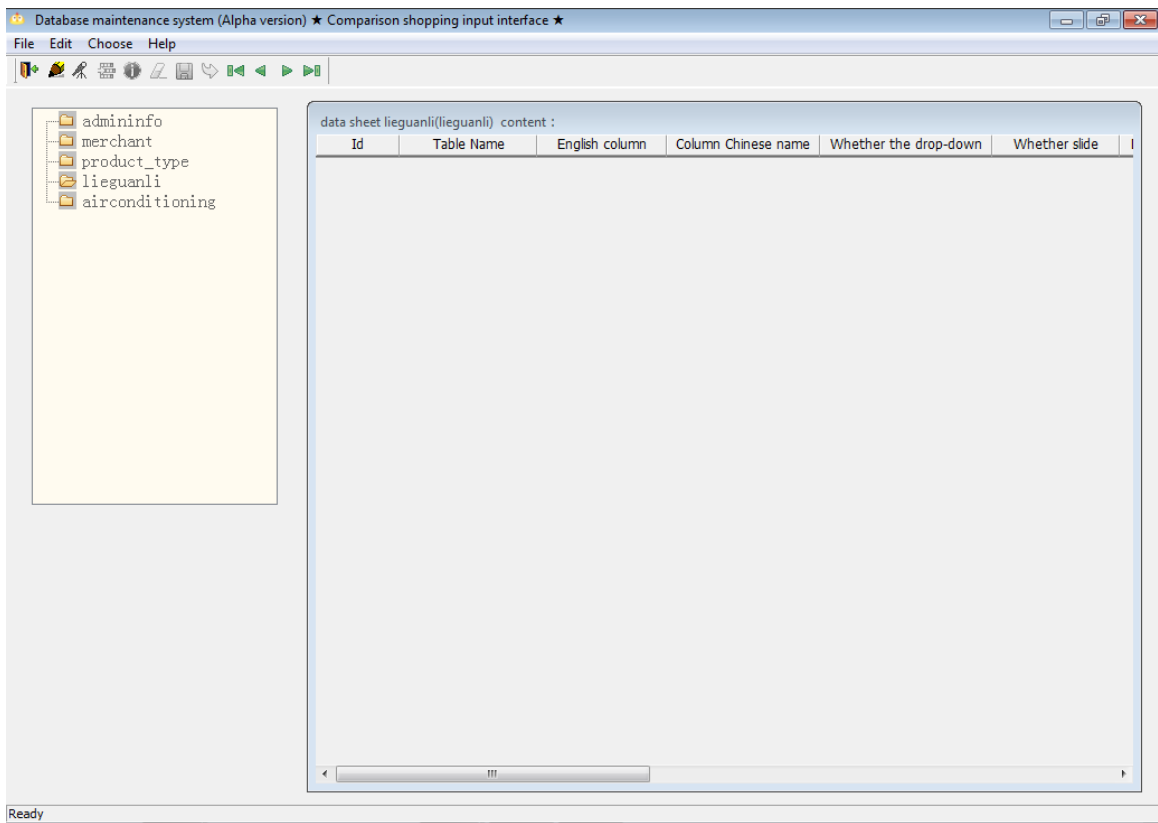 Database maintenance system (Alpha version) ★ Comparison shopping input interface ★
File Edit Choose Help
admininfo
merchant
product_type
lieguanli
airconditioning
data sheet lieguanli(lieguanli) content :
Id Table Name English column Column Chinese name Whether the drop-down Whether slide
Ready